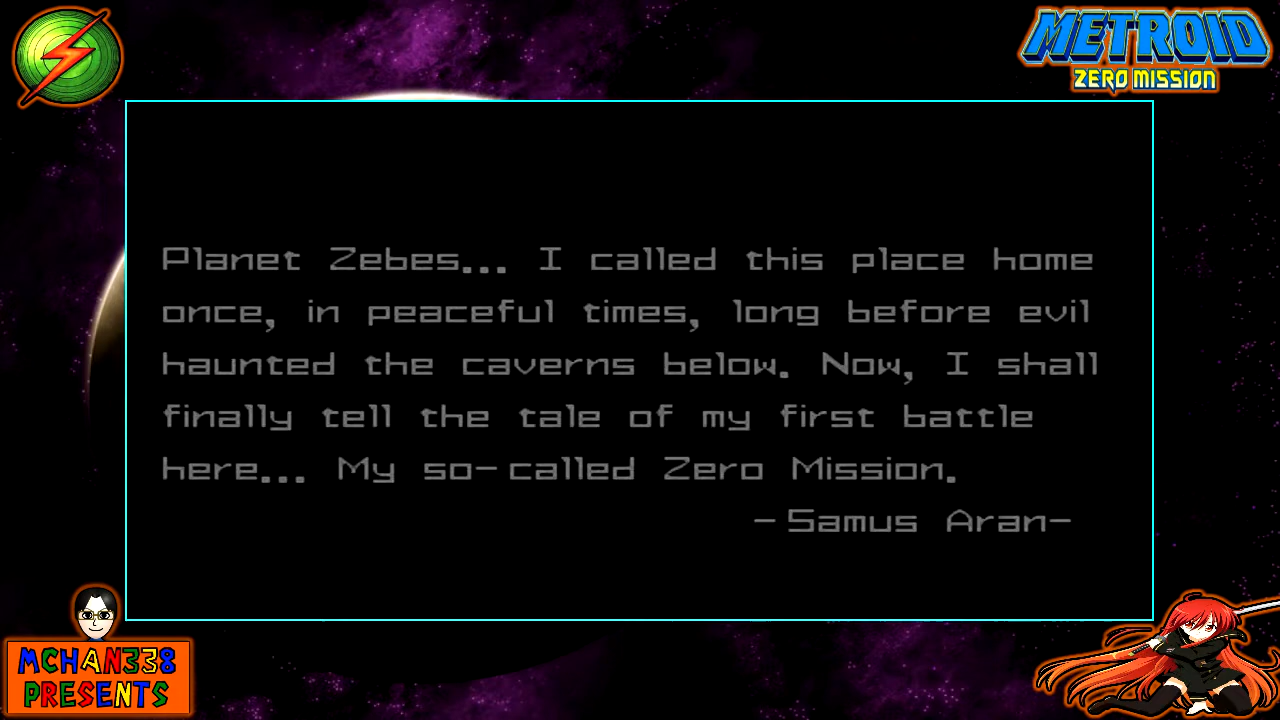 METROID
ZERO MISSION
Planet Zebes... I called this place home
once, in peaceful times, long before evil
haunted the caverns below. Now, I shall
finally tell the tale of my first battle
here... My so-called Zero Mission.
-Samus Aran-
MCHAN338
PRESENTS